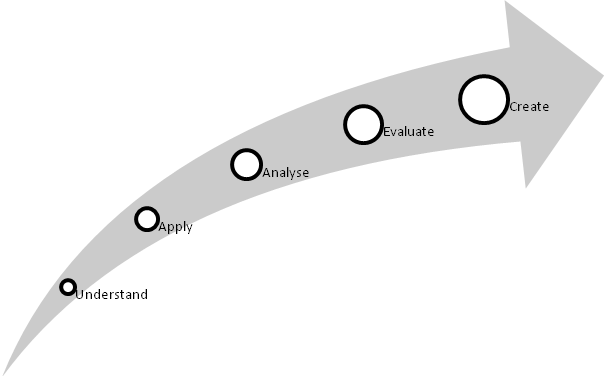 Create
Evaluate
Analyse
Apply
Understand